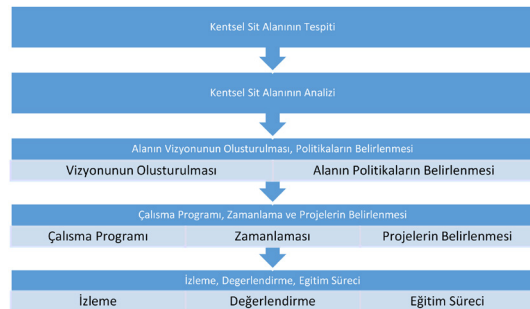 Kentsel Sit Alanının Tespiti
Kentsel Sit Alanının Analizi
Alanın Vizyonunun Olusturulması, Politikaların Belirlenmesi
Vizyonunun Olusturulması
Alanın Politikaların Belirlenmesi
Çalısma Programı, Zamanlama ve Projelerin Belirlenmesi
Çalısma Programı
Zamanlaması
Projelerin Belirlenmesi
İzleme, Degerlendirme, Egitim Süreci
İzleme
Değerlendirme
Eğitim Süreci